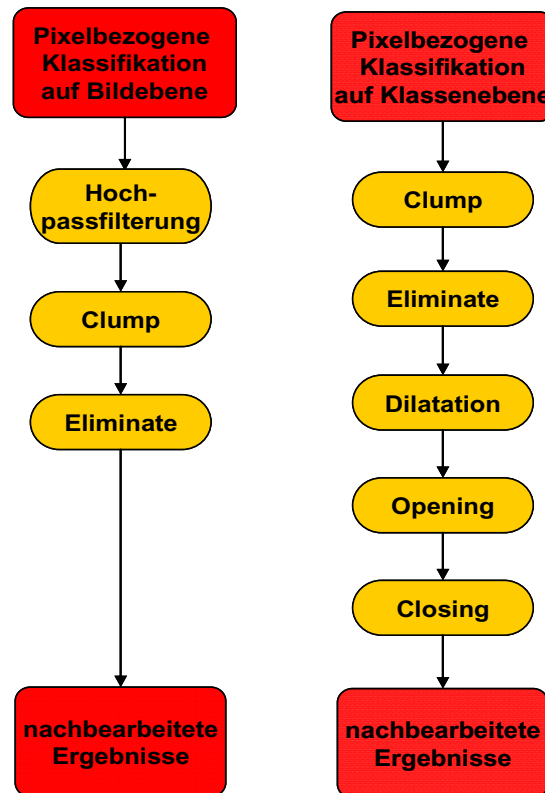 Pixelbezogene
Klassifikation
auf Bildebene
Hoch-
passfilterung
Clump
Eliminate
nachbearbeitete
Ergebnisse
Pixelbezogene
Klassifikation
auf Klassenebene
Clump
Eliminate
Dilatation
Opening
Closing
nachbearbeitete
Ergebnisse